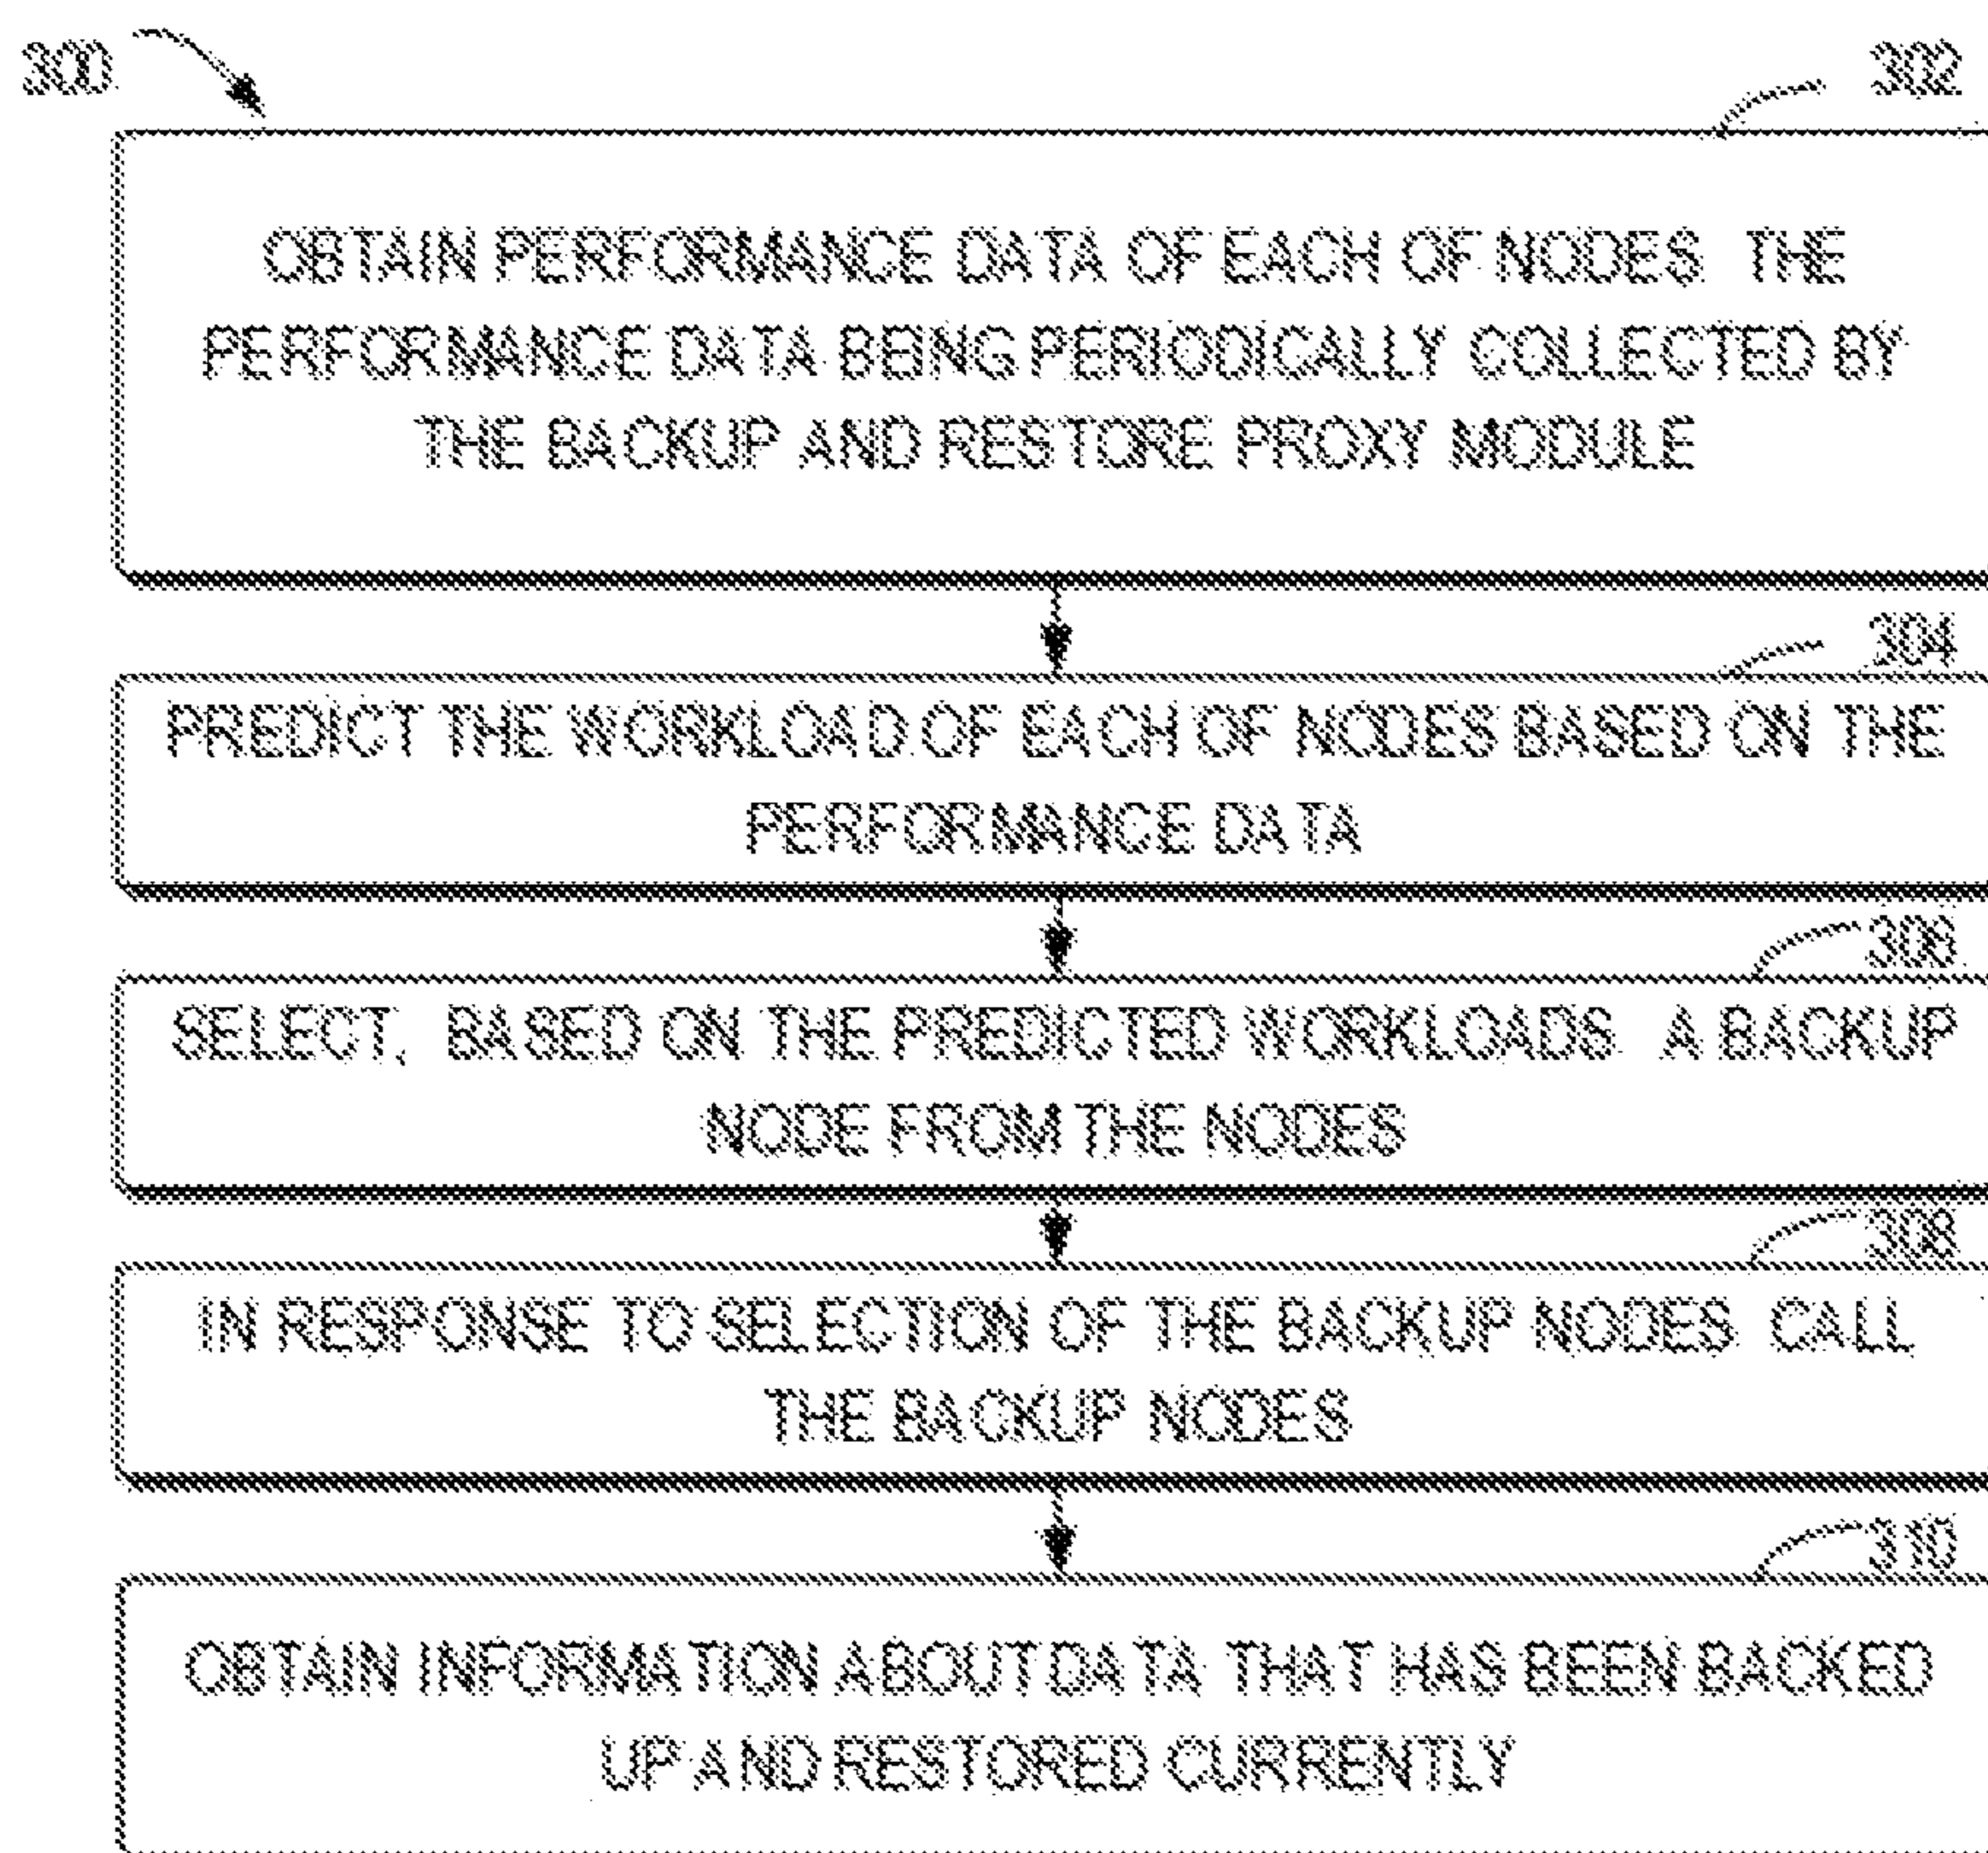 300
302
OBTAIN PERFORMANCE DATA OF EACH OF NODES THE
PERFORMANCE DATA BEING PERIODICALLY COLLECTED BY
THE BACKUP AND RESTORE PROXY MODULE
304
PREDICT THE WORKLOAD OF EACH OF NODES BASED ON THE
PERFORMANCE DATA
306
SELECT, BASED ON THE PREDICTED WORKLOADS A BACKUP
NODE FROM THE NODES
308
IN RESPONSE TO SELECTION OF THE BACKUP NODES CALL
THE BACKUP NODES
310
OBTAIN INFORMATION ABOUT DATA THAT HAS BEEN BACKED
UP AND RESTORED CURRENTLY